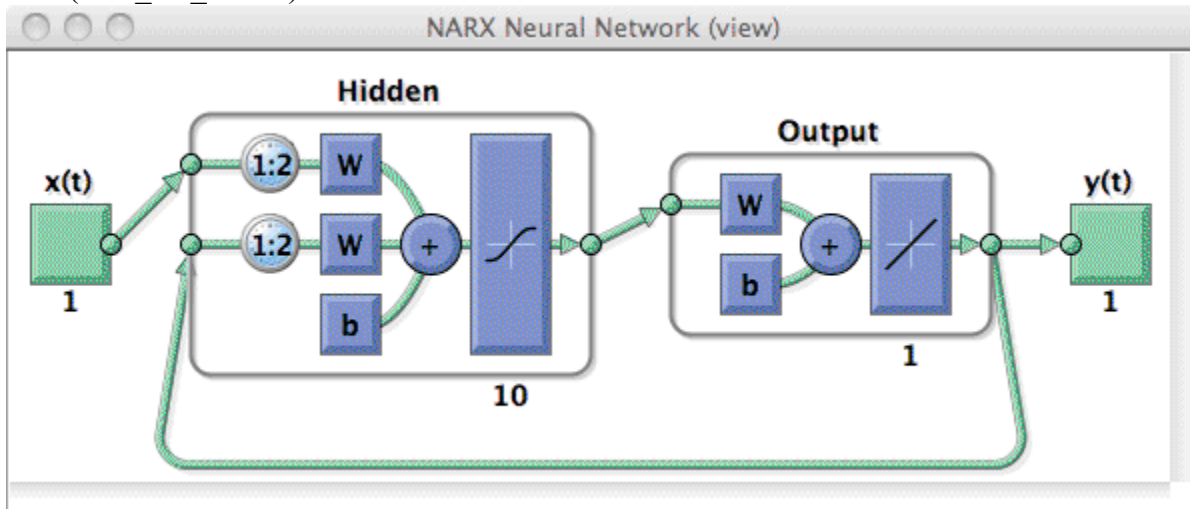 NARX Neural Network (view)
Hidden
Output
x(t)
1:2
W
W
y(t)
1:2
W
+
+
b
b
1
1
1
10